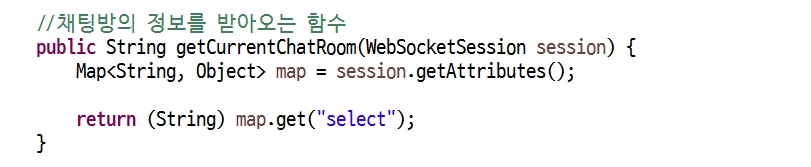 //채팅방의 정보를 받아오는 함수
public String getCurrentChatRoom(WebSocketSession session) {
    Map<String, Object> map = session.getAttributes();

    return (String) map.get("select");
}